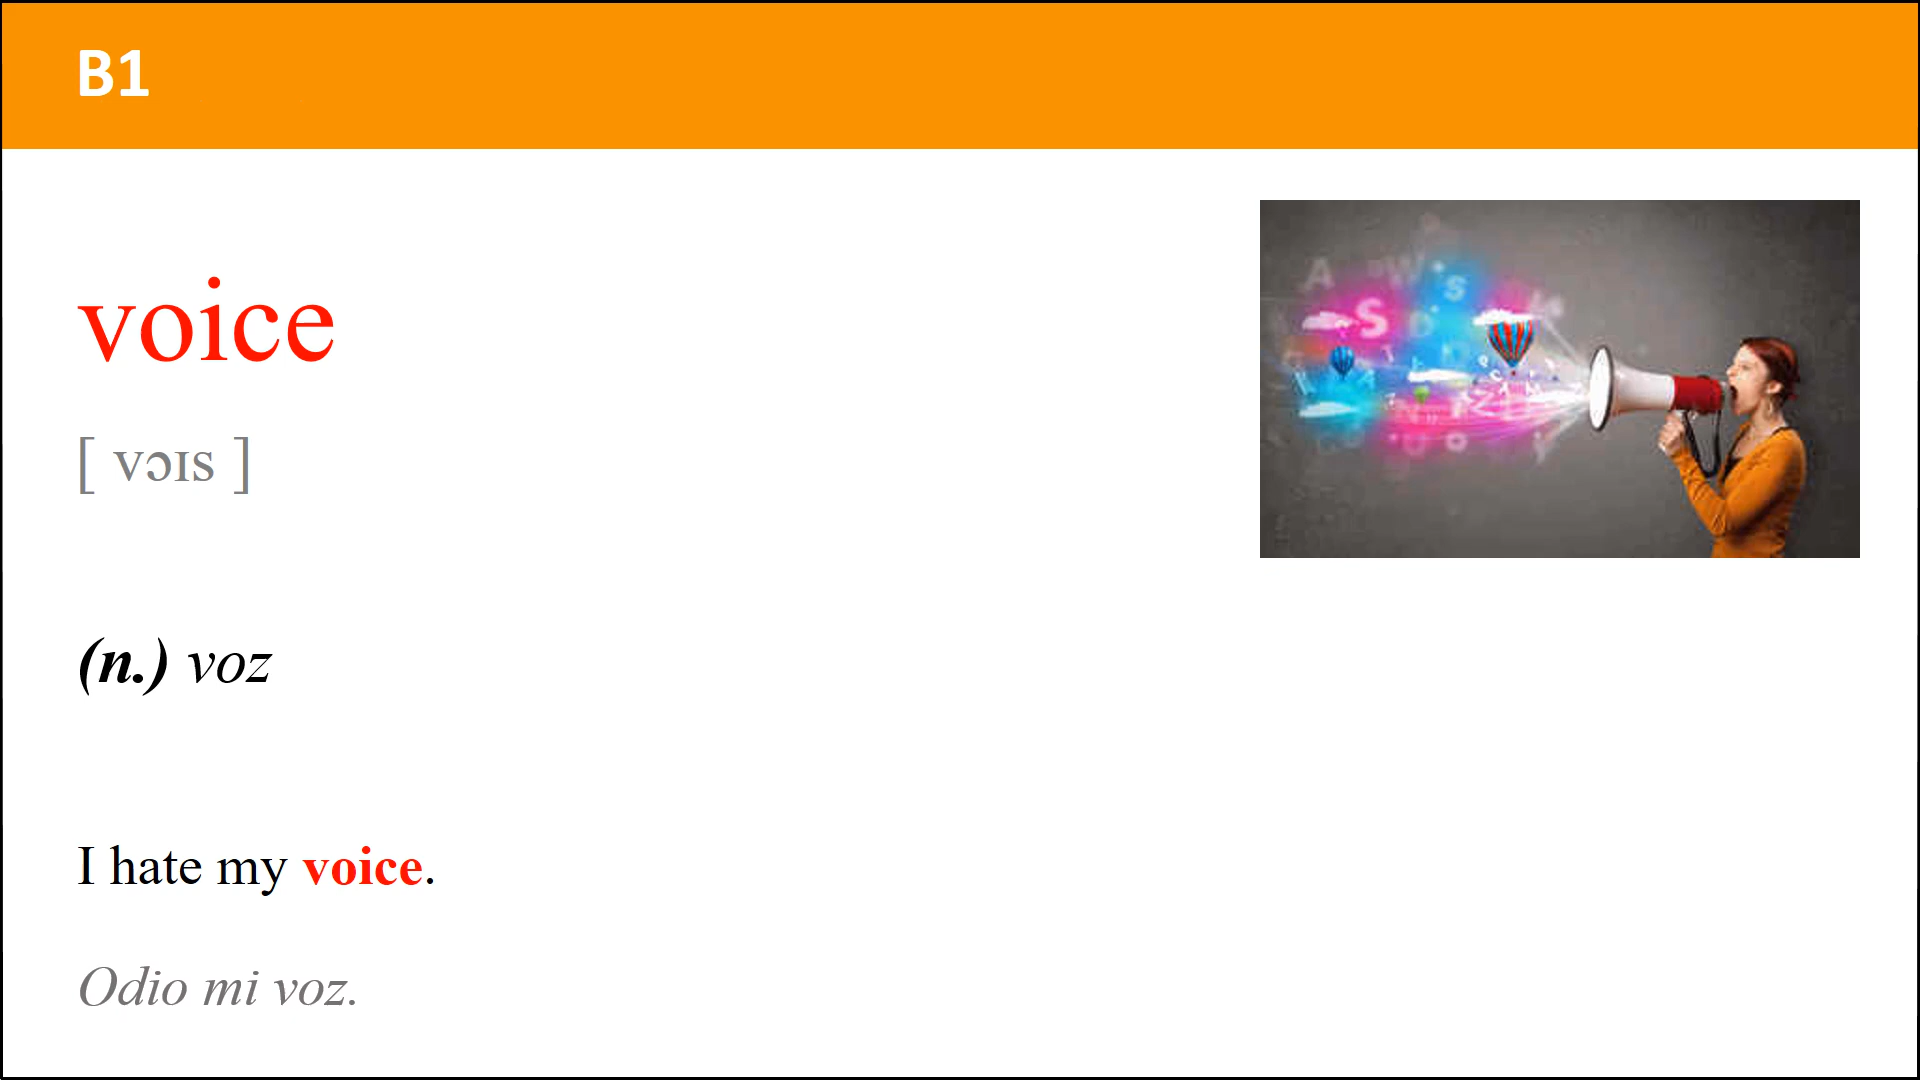 B1
voice
[ vɔɪs ]
(n.) voz
I hate my voice.
Odio mi voz.